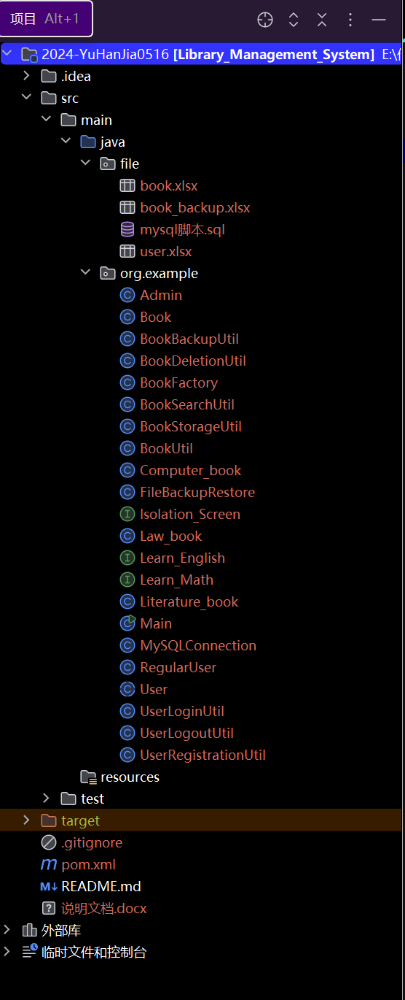 项目 Alt+1
2024-YuHanJia0516 [Library_Management_System] E:\
.idea
src
main
java
file
book.xlsx
book_backup.xlsx
mysql脚本.sql
user.xlsx
org.example
Admin
Book
BookBackupUtil
BookDeletionUtil
BookFactory
BookSearchUtil
BookStorageUtil
BookUtil
Computer_book
FileBackupRestore
Isolation_Screen
Law_book
Learn_English
Learn_Math
Literature_book
Main
MySQLConnection
RegularUser
User
UserLoginUtil
UserLogoutUtil
UserRegistrationUtil
resources
test
target
.gitignore
pom.xml
README.md
说明文档.docx
外部库
临时文件和控制台